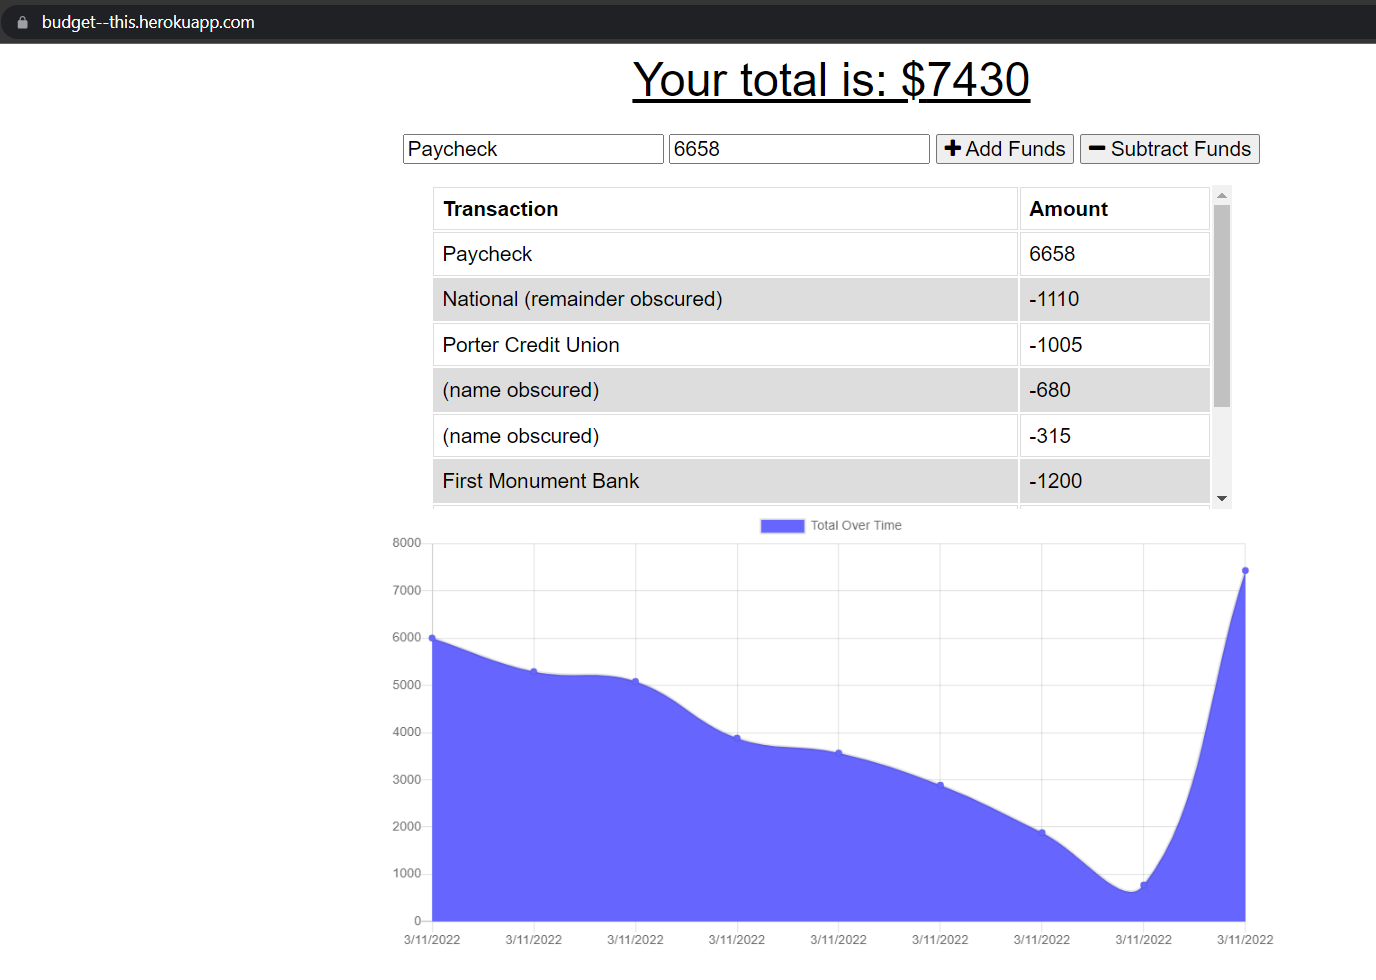 budget--this.herokuapp.com
Your total is: $7430
Paycheck 6658 Add Funds Subtract Funds
Transaction Amount
Paycheck 6658
National (remainder obscured) -1110
Porter Credit Union -1005
(name obscured) -680
(name obscured) -315
First Monument Bank -1200
Total Over Time
8000
7000
6000
5000
4000
3000
2000
1000
0
3/11/2022 3/11/2022 3/11/2022 3/11/2022 3/11/2022 3/11/2022 3/11/2022 3/11/2022 3/11/2022